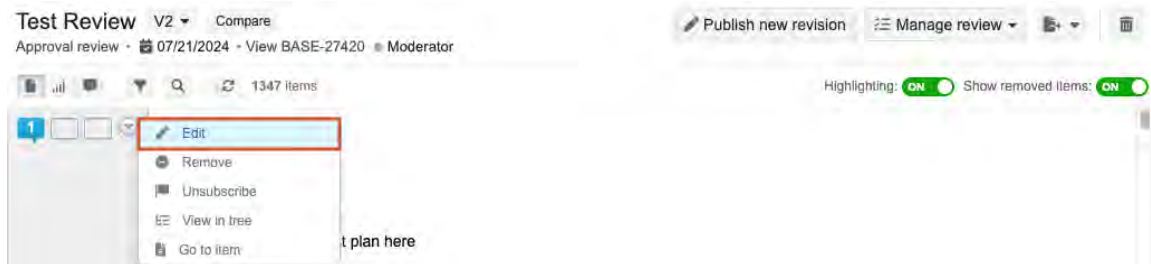 Test Review V2 Compare
Publish new revision Manage review
Approval review • 07/21/2024 • View BASE-27420 Moderator
1347 items
Highlighting: ON Show removed items: ON
1
Edit
Remove
Unsubscribe
View in tree
Go to item
t plan here